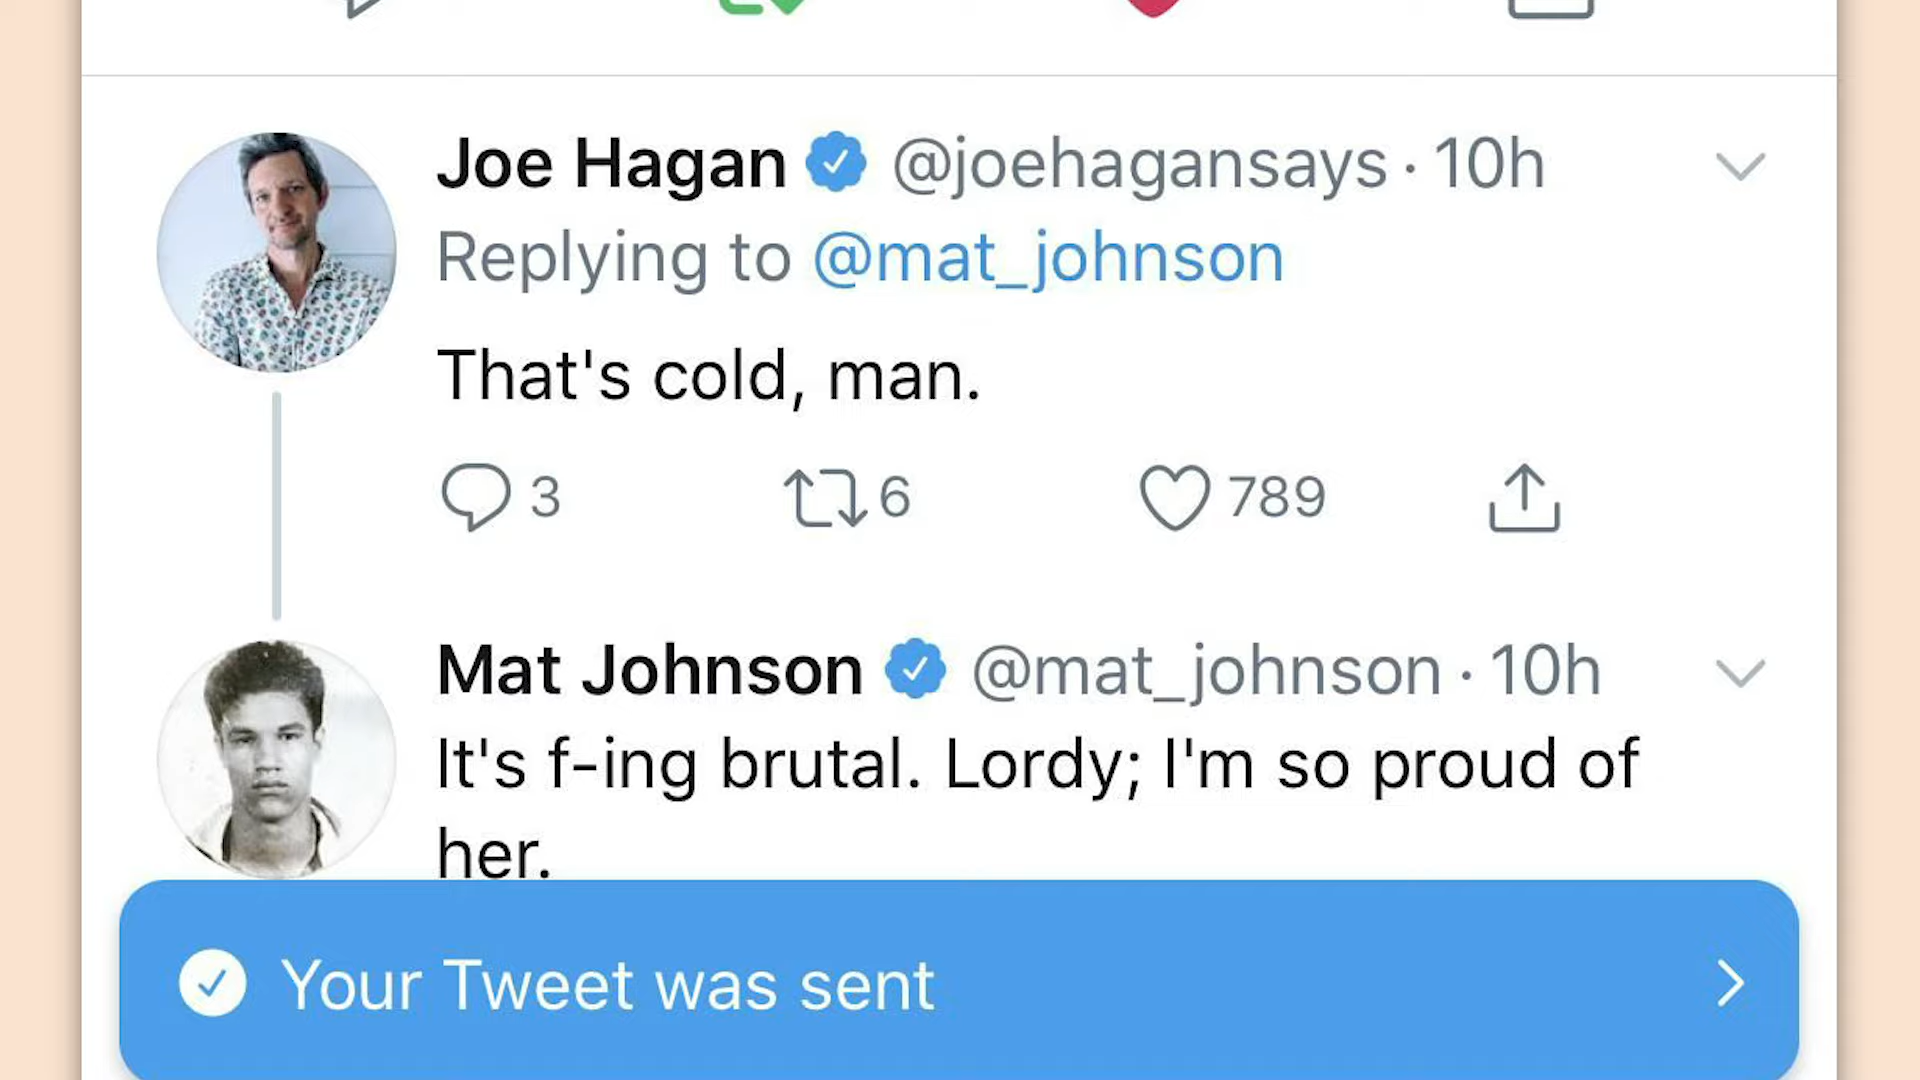 Joe Hagan @joehagansays · 10h
Replying to @mat_johnson
That's cold, man.
3 6 789
Mat Johnson @mat_johnson · 10h
It's f-ing brutal. Lordy; I'm so proud of
her.
Your Tweet was sent